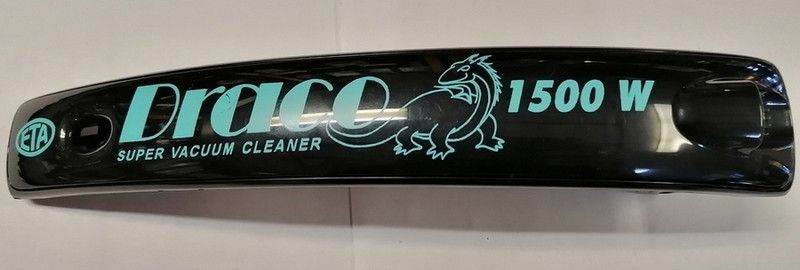 ETA
Draco
1500 W
SUPER VACUUM CLEANER